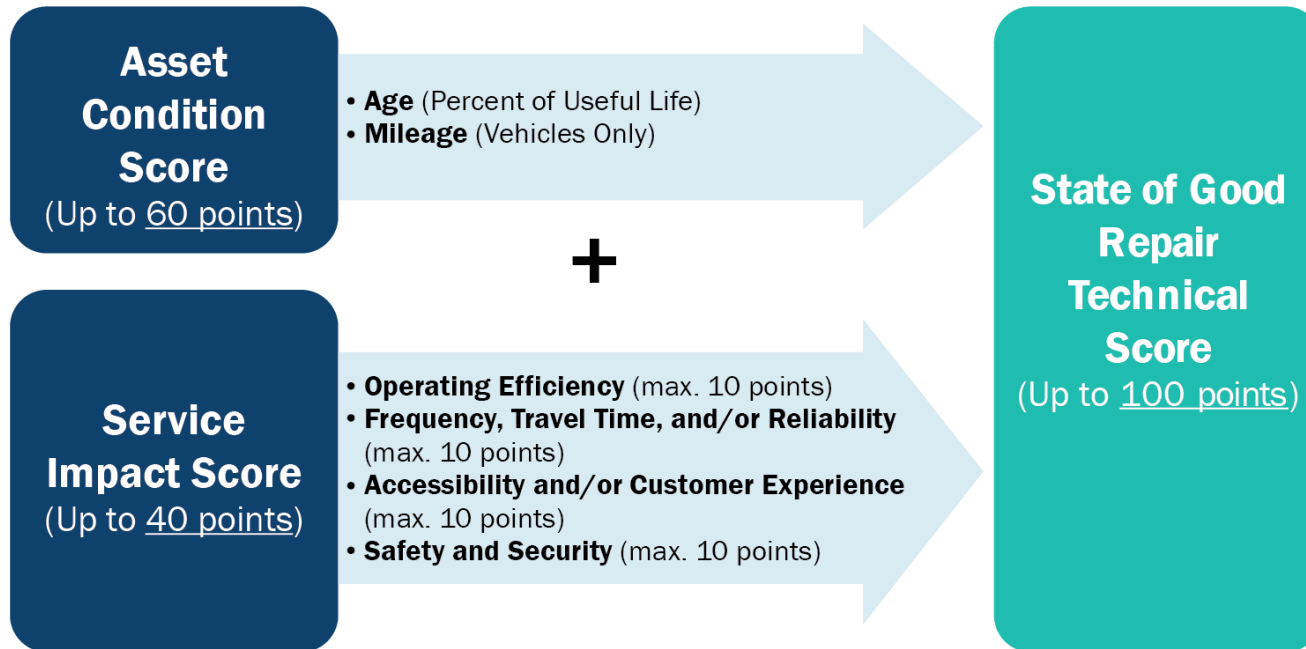 Asset
Condition
Score
(Up to 60 points)
• Age (Percent of Useful Life)
• Mileage (Vehicles Only)
+
Service
Impact Score
(Up to 40 points)
• Operating Efficiency (max. 10 points)
• Frequency, Travel Time, and/or Reliability
(max. 10 points)
• Accessibility and/or Customer Experience
(max. 10 points)
• Safety and Security (max. 10 points)
State of Good
Repair
Technical
Score
(Up to 100 points)